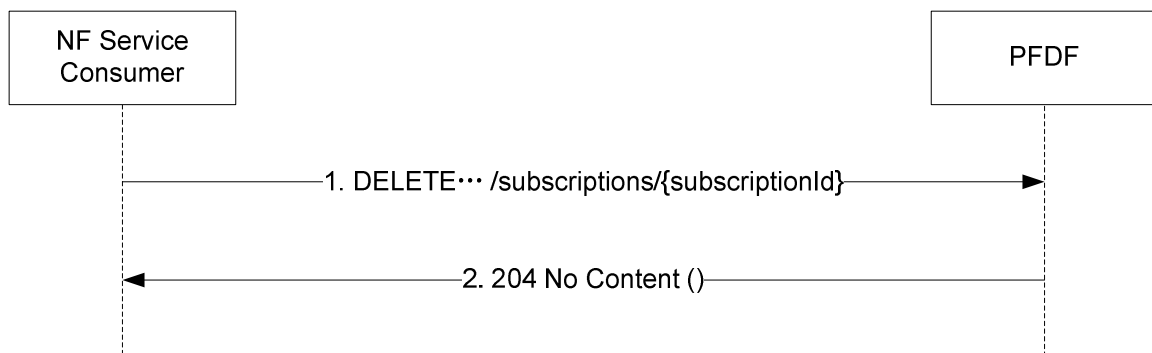 NF Service
Consumer
PFDF
1. DELETE··· /subscriptions/{subscriptionId}
2. 204 No Content ()